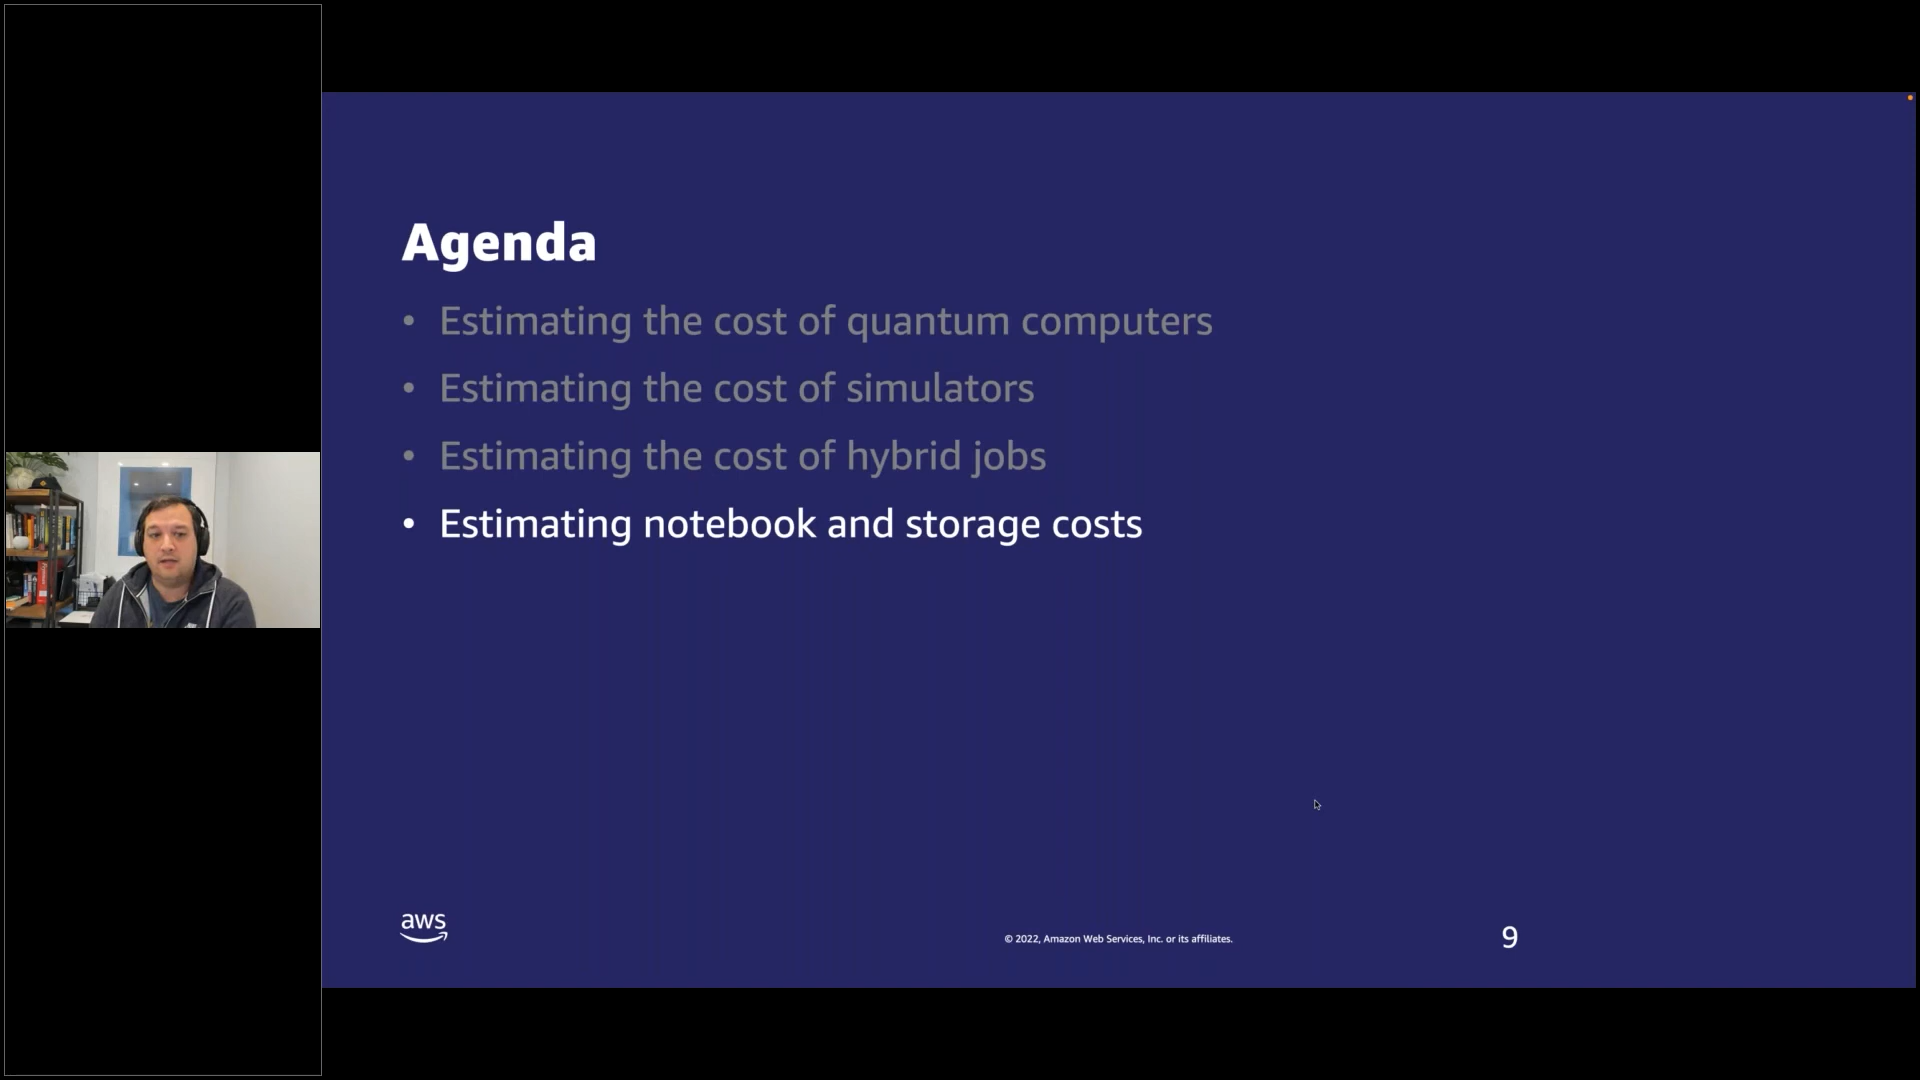 Agenda
• Estimating the cost of quantum computers
• Estimating the cost of simulators
• Estimating the cost of hybrid jobs
• Estimating notebook and storage costs
aws
© 2022, Amazon Web Services, Inc. or its affiliates.
9